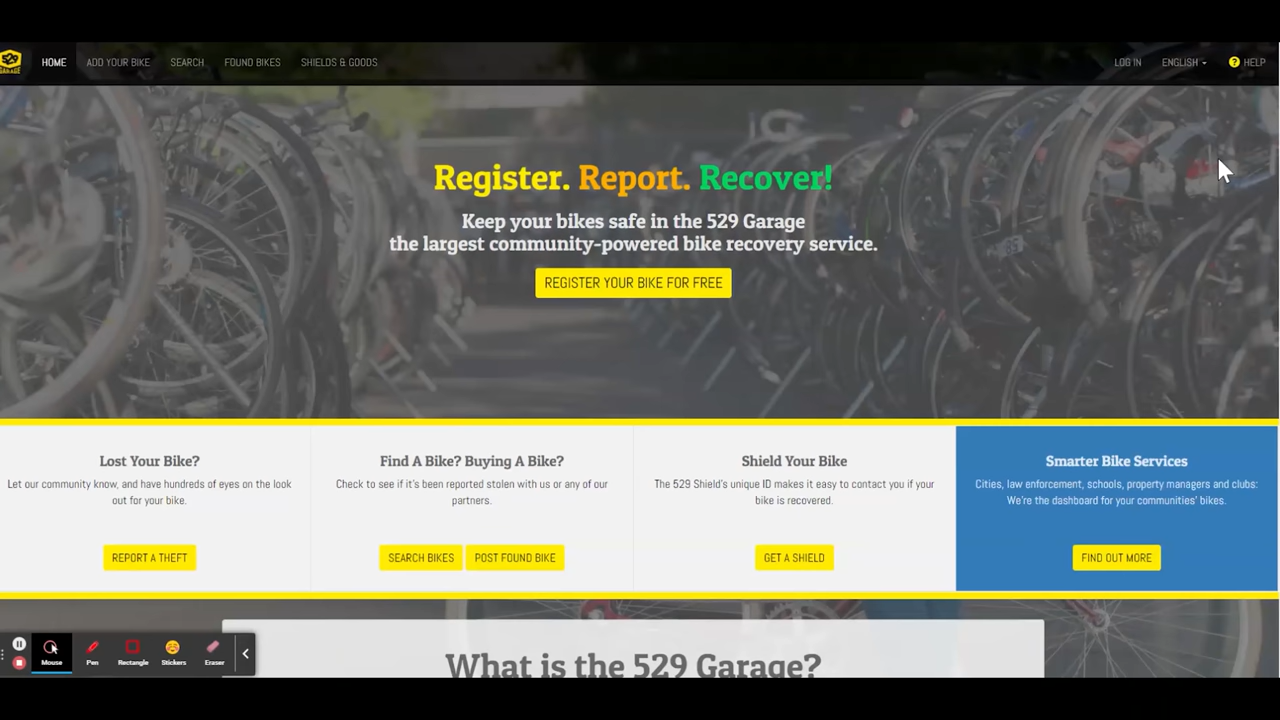 529
GARAGE
HOME
ADD YOUR BIKE
SEARCH
FOUND BIKES
SHIELDS & GOODS
LOG IN
ENGLISH
? HELP
Register. Report. Recover!
Keep your bikes safe in the 529 Garage
the largest community-powered bike recovery service.
REGISTER YOUR BIKE FOR FREE
Lost Your Bike?
Let our community know, and have hundreds of eyes on the look
out for your bike.
REPORT A THEFT
Find A Bike? Buying A Bike?
Check to see if it's been reported stolen with us or any of our
partners.
SEARCH BIKES
POST FOUND BIKE
Shield Your Bike
The 529 Shield's unique ID makes it easy to contact you if your
bike is recovered.
GET A SHIELD
Smarter Bike Services
Cities, law enforcement, schools, property managers and clubs:
We're the dashboard for your communities' bikes.
FIND OUT MORE
What is the 529 Garage?
Mouse
Pen
Rectangle
Stickers
Eraser